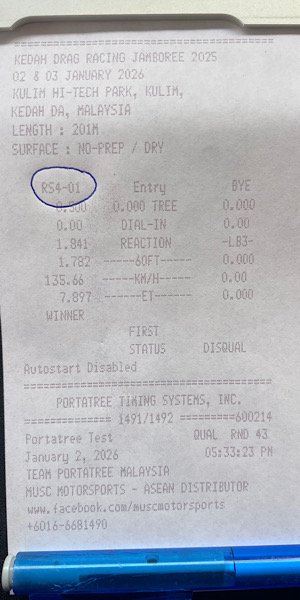 ===================================
KEDAH DRAG RACING JAMBOREE 2025
02 & 03 JANUARY 2026
KULIM HI-TECH PARK, KULIM,
KEDAH DA, MALAYSIA
LENGTH : 201M
SURFACE : NO-PREP / DRY
RS4-01 Entry BYE
0.500 0.000 TREE 0.000
0.00 DIAL-IN 0.00
1.841 REACTION -LB3-
1.782 -----60FT----- 0.000
135.66 -----KM/H----- 0.00
7.897 ------ET------ 0.000
WINNER
FIRST
STATUS DISQUAL
Autostart Disabled
===================================
PORTATREE TIMING SYSTEMS, INC.
============= 1491/1492 =========600214
Portatree Test QUAL RND 43
January 2, 2026 05:33:23 PM
TEAM PORTATREE MALAYSIA
MUSC MOTORSPORTS - ASEAN DISTRIBUTOR
www.facebook.com/muscmotorsports
+6016-6681490